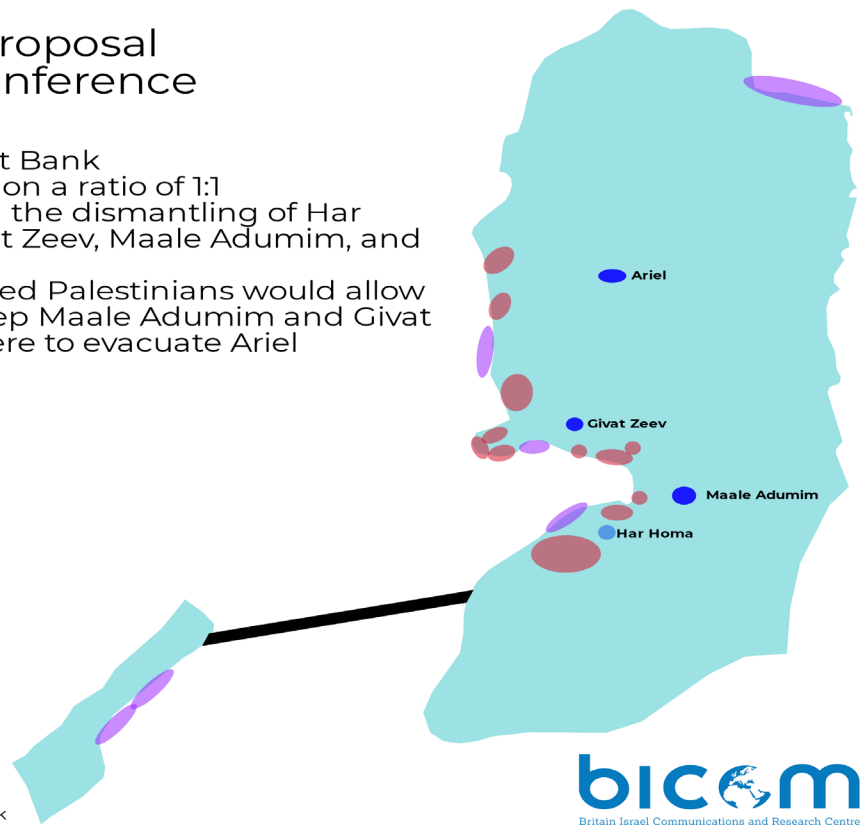 roposal
nference
t Bank
on a ratio of 1:1
the dismantling of Har
t Zeev, Maale Adumim, and
ed Palestinians would allow
ep Maale Adumim and Givat
ere to evacuate Ariel
Ariel
Givat Zeev
Maale Adumim
Har Homa
k
bicom
Britain Israel Communications and Research Centre